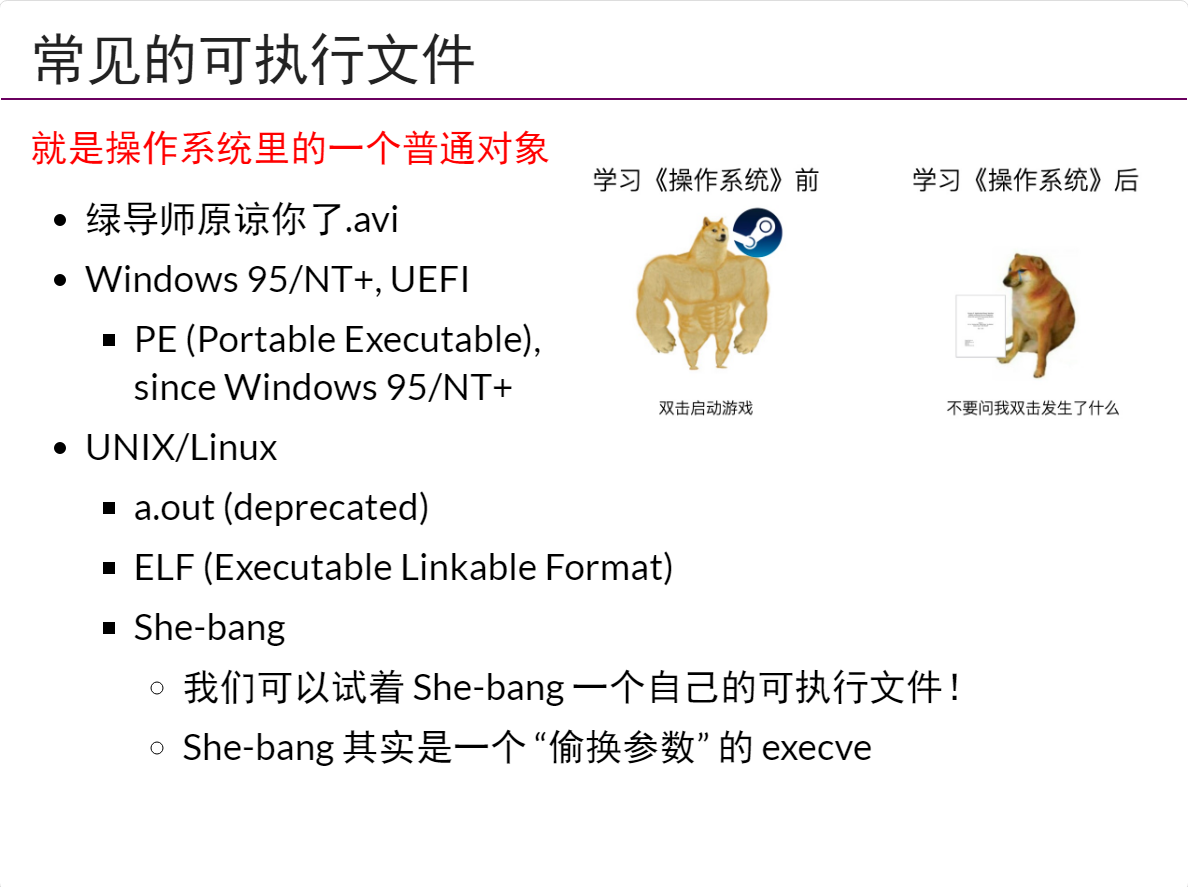 常见的可执行文件
就是操作系统里的一个普通对象
绿导师原谅你了.avi
Windows 95/NT+, UEFI
PE (Portable Executable),
since Windows 95/NT+
UNIX/Linux
a.out (deprecated)
ELF (Executable Linkable Format)
She-bang
我们可以试着 She-bang 一个自己的可执行文件！
She-bang 其实是一个 “偷换参数” 的 execve
学习《操作系统》前
双击启动游戏
学习《操作系统》后
不要问我双击发生了什么